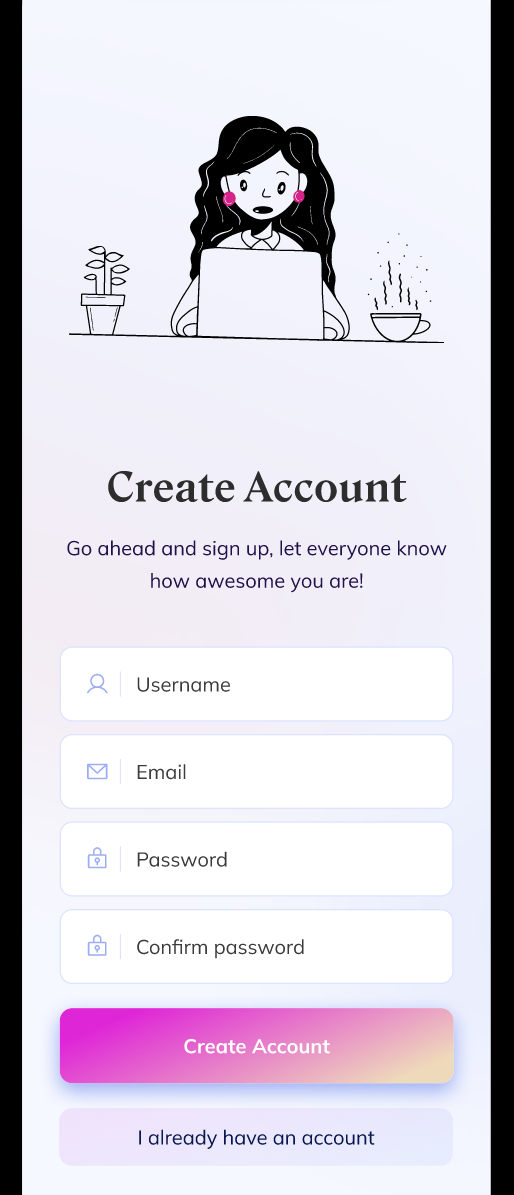 Create Account
Go ahead and sign up, let everyone know
how awesome you are!
Username
Email
Password
Confirm password
Create Account
I already have an account